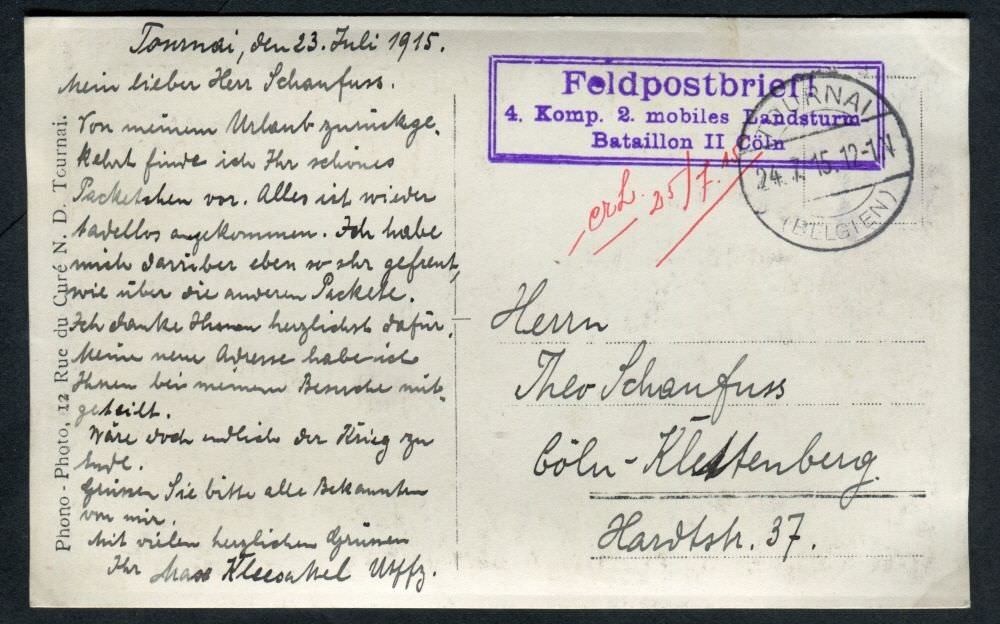 Tournai, den 23. Juli 1915.
Mein lieber Herr Schaufuss.
Von meinem Urlaub zurückge-
kehrt finde ich Ihr schönes
Packetchen vor. Alles ist wieder
tadellos angekommen. Ich habe
mich darüber eben so sehr gefreut,
wie über die anderen Packete.
Ich danke Ihnen herzlichst dafür.
Meine neue Adresse habe ich
Ihnen bei meinem Besuche mit-
geteilt.
Wäre doch endlich der Krieg zu
Ende.
Grüssen Sie bitte alle Bekannten
von mir.
Mit vielen herzlichen Grüssen
Ihr Max Utffz.
Phono-Photo, 12 Rue du Curé N. D. Tournai.
Feldpostbrief
4. Komp. 2. mobiles Landsturm-
Bataillon II Cöln
TOURNAI
24.7.15.12-1N
(BELGIEN)
erl. 25/7.15
Herrn
Theo Schaufuss
Cöln-Klettenberg.
Hardtstr. 37.